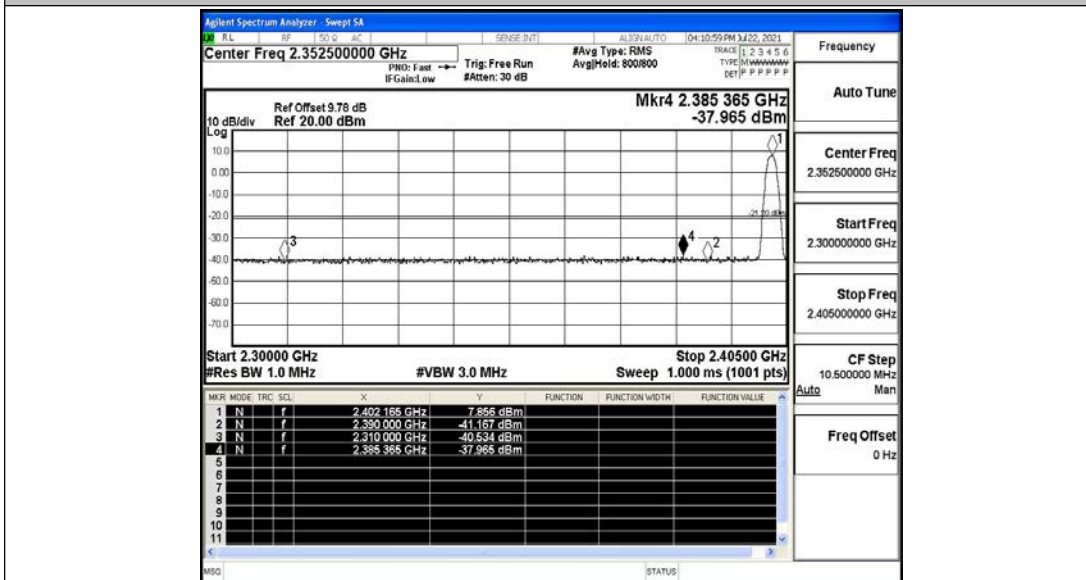 Agilent Spectrum Analyzer - Swept SA
RL RF 50 Ω AC SENSE:INT ALIGN AUTO 04:10:59 PM Jul 22, 2021
Center Freq 2.352500000 GHz
PNO: Fast
IFGain:Low
Trig: Free Run
#Atten: 30 dB
#Avg Type: RMS
Avg|Hold: 800/800
TRACE 1 2 3 4 5 6
TYPE M WWWWW
DET P P P P P P
Ref Offset 9.78 dB
10 dB/div Ref 20.00 dBm
Log
Mkr4 2.385 365 GHz
-37.965 dBm
10.0
0.00
-10.0
-20.0
-30.0
-40.0
-50.0
-60.0
-70.0
1
3
4
2
Start 2.30000 GHz Stop 2.40500 GHz
#Res BW 1.0 MHz #VBW 3.0 MHz Sweep 1.000 ms (1001 pts)
MKR MODE TRC SCL X Y FUNCTION FUNCTION WIDTH FUNCTION VALUE
1 N f 2.402 165 GHz 7.856 dBm
2 N f 2.390 000 GHz -41.167 dBm
3 N f 2.310 000 GHz -40.534 dBm
4 N f 2.385 365 GHz -37.965 dBm
5
6
7
8
9
10
11
MSG STATUS
Frequency
Auto Tune
Center Freq
2.352500000 GHz
Start Freq
2.300000000 GHz
Stop Freq
2.405000000 GHz
CF Step
10.500000 MHz
Auto Man
Freq Offset
0 Hz